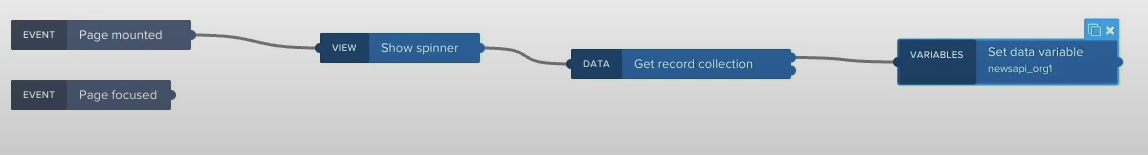 EVENT Page mounted
VIEW Show spinner
DATA Get record collection
VARIABLES Set data variable
newsapi_org1
EVENT Page focused